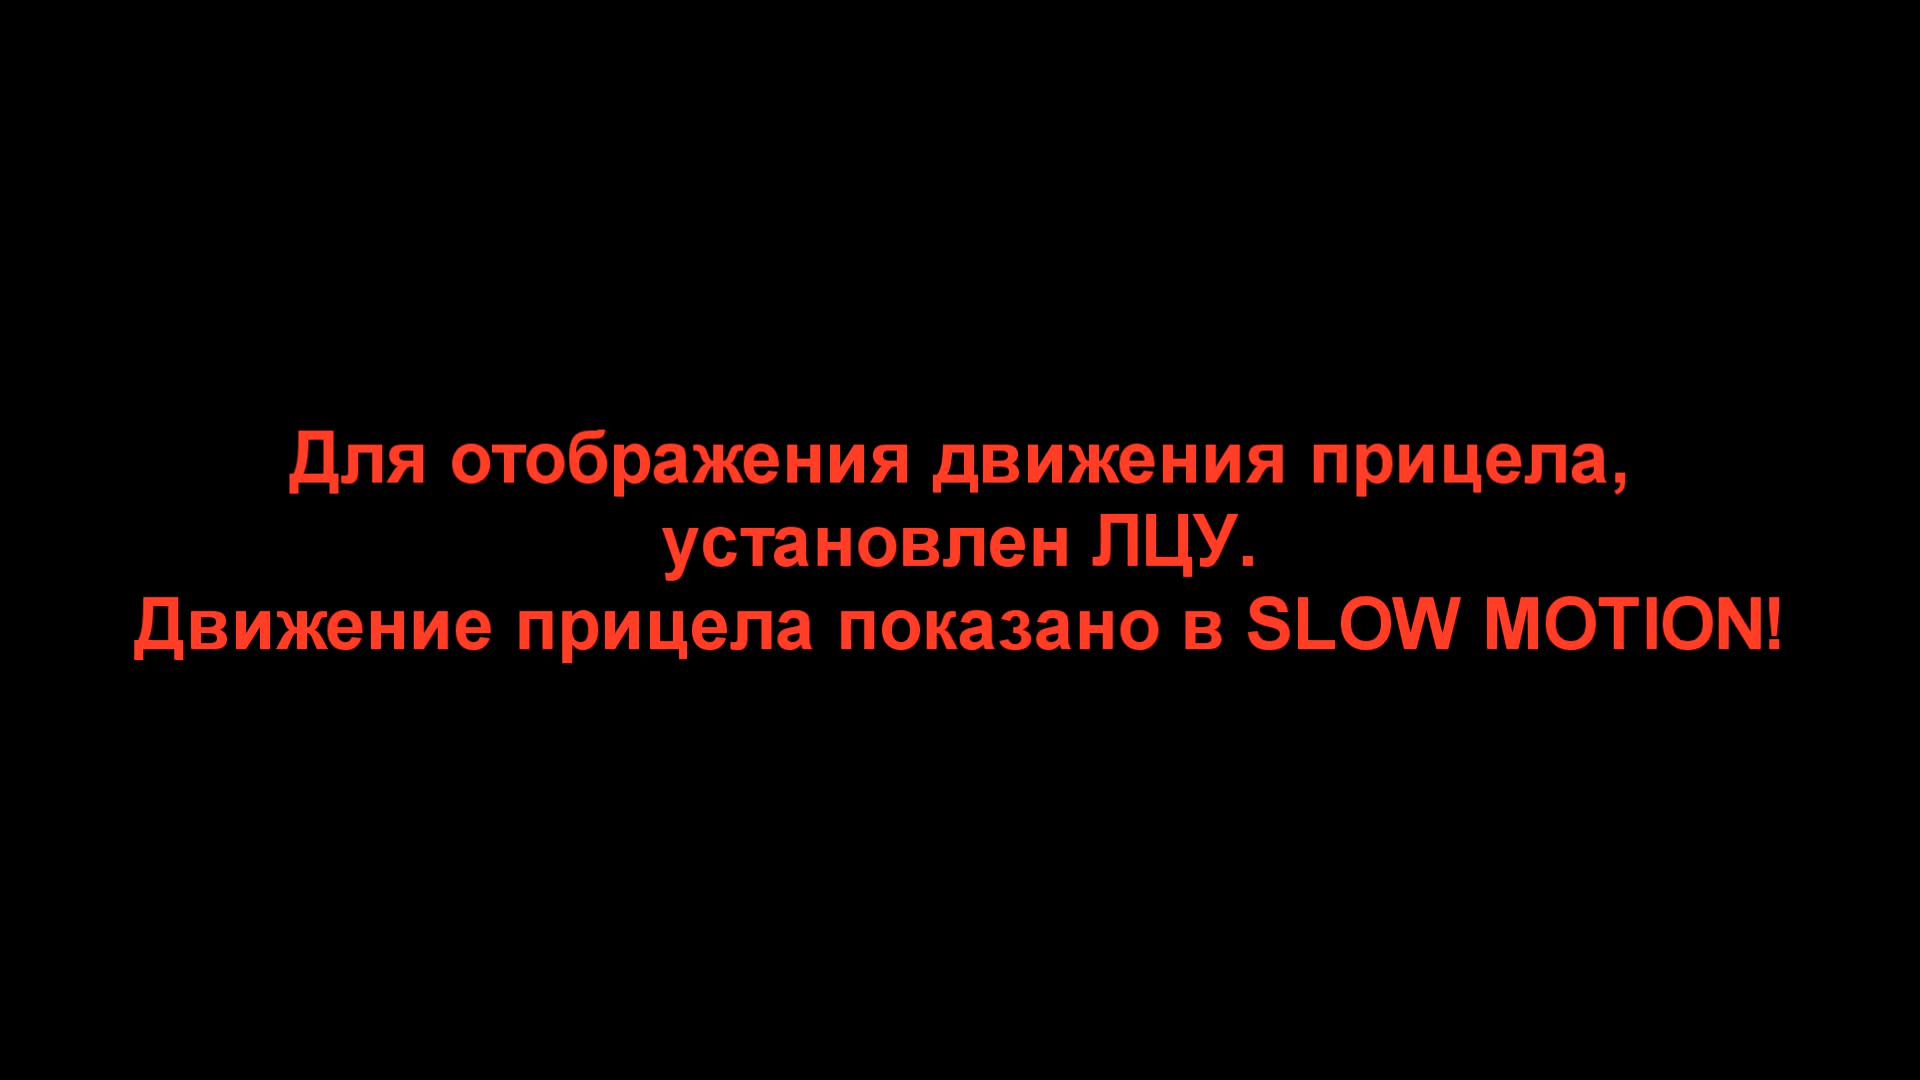 Для отображения движения прицела,
установлен ЛЦУ.
Движение прицела показано в SLOW MOTION!